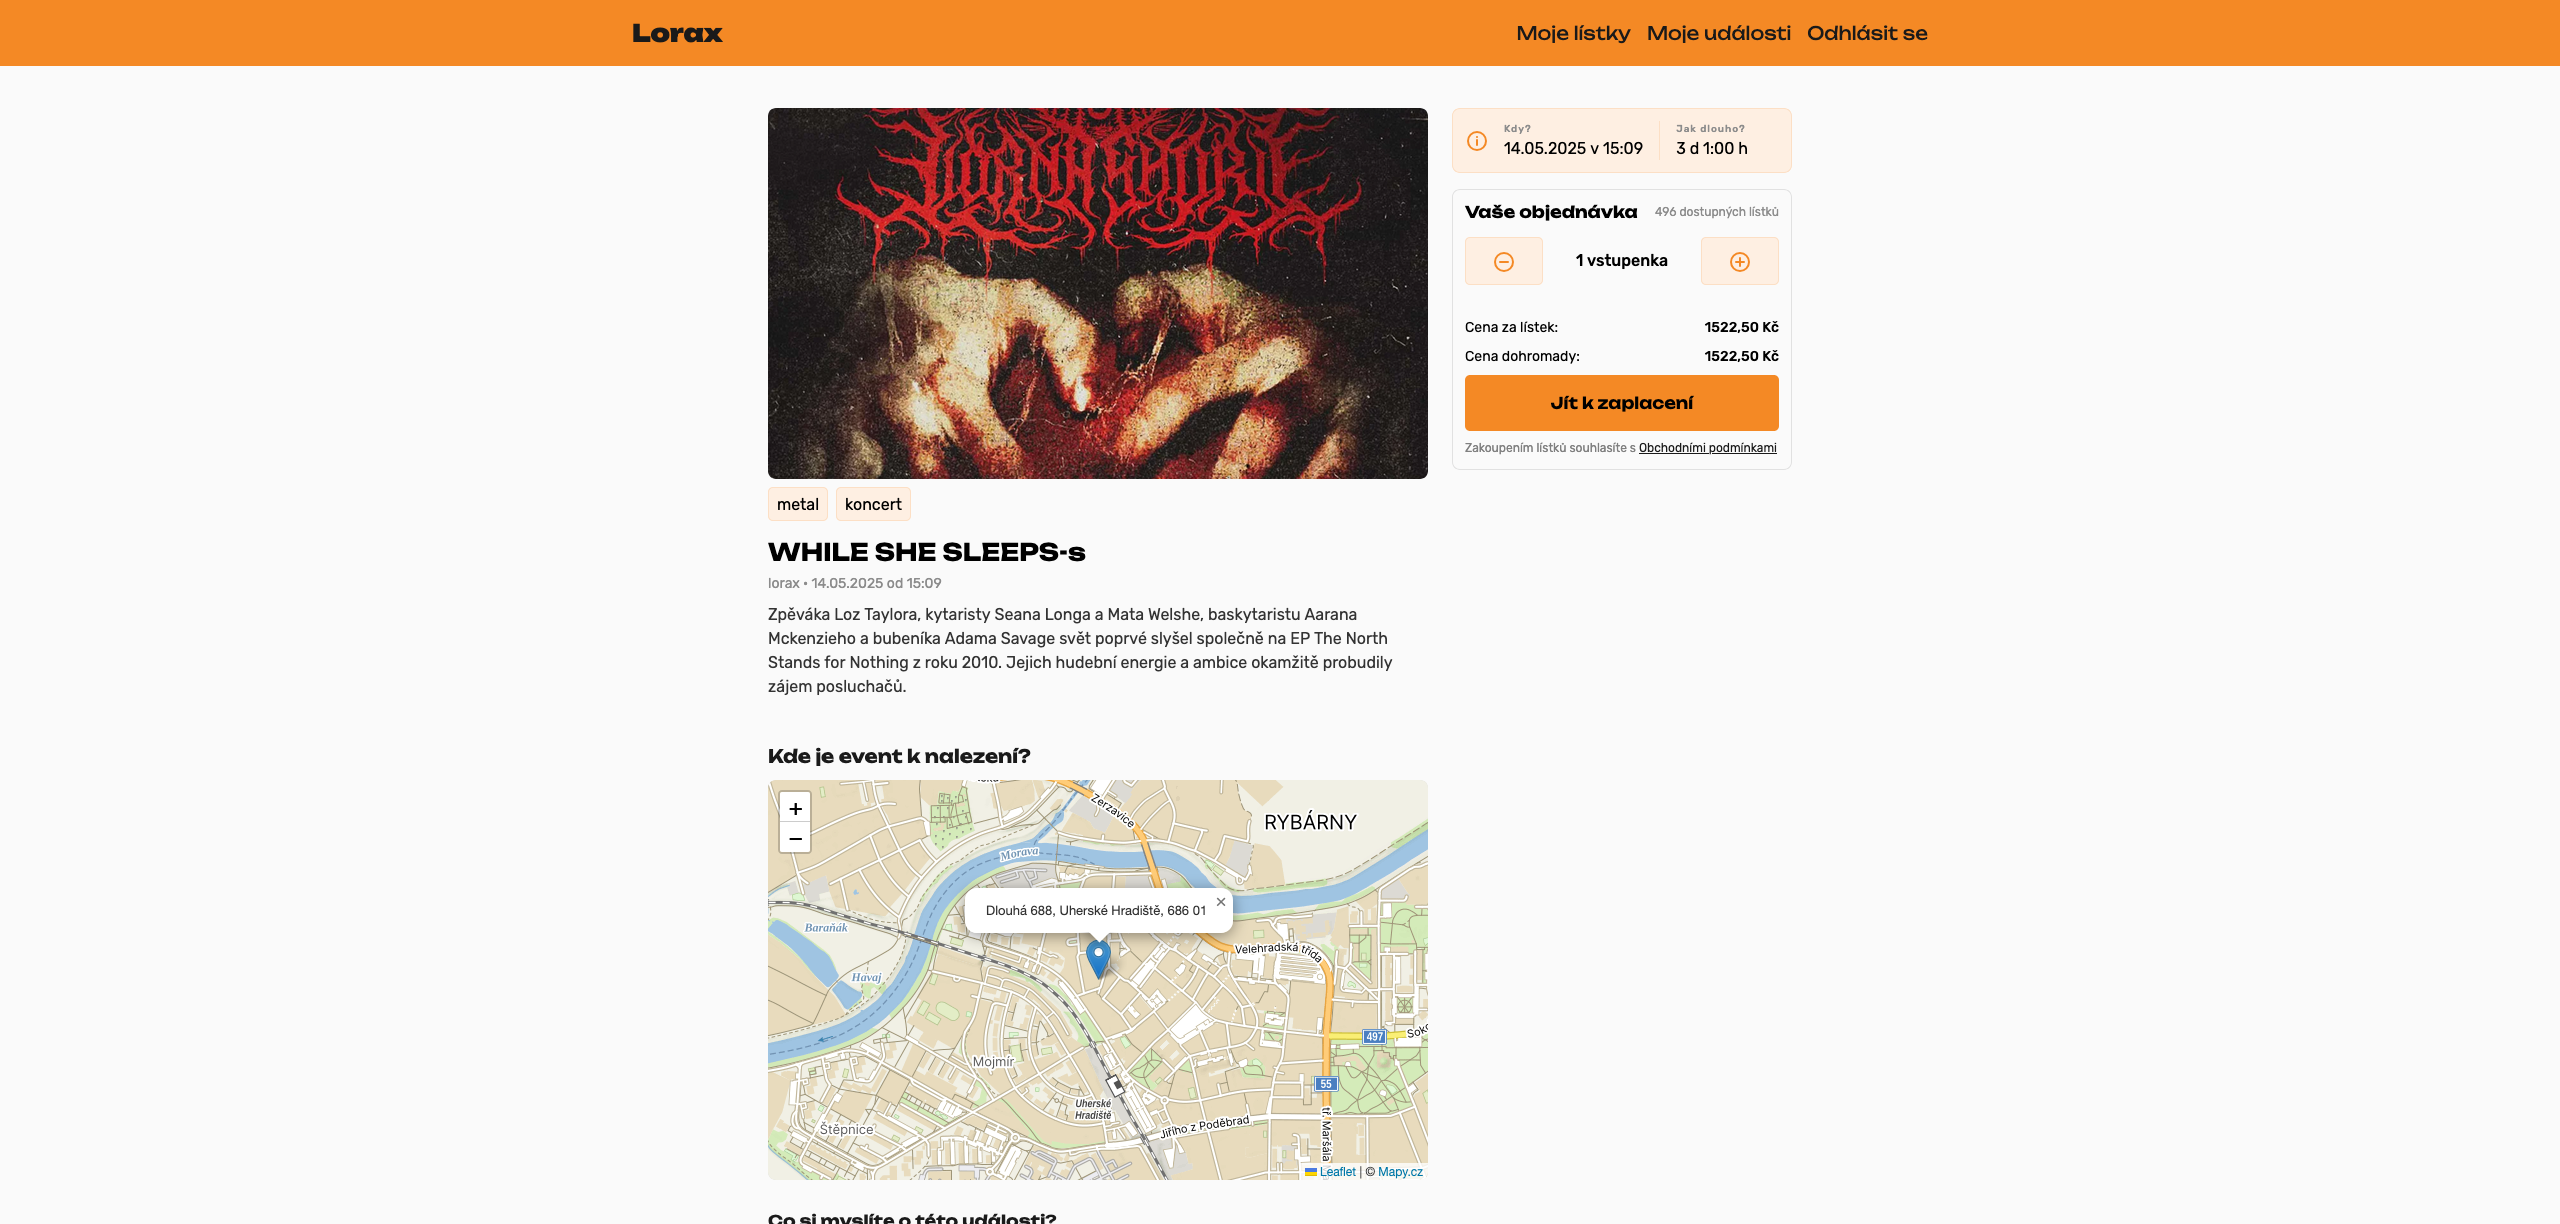 Lorax
Moje lístky Moje události Odhlásit se
Kdy?
14.05.2025 v 15:09
Jak dlouho?
3 d 1:00 h
Vaše objednávka
496 dostupných lístků
1 vstupenka
Cena za lístek: 1522,50 Kč
Cena dohromady: 1522,50 Kč
Jít k zaplacení
Zakoupením lístků souhlasíte s Obchodními podmínkami
LORNA SHORE
metal koncert
WHILE SHE SLEEPS-s
lorax • 14.05.2025 od 15:09
Zpěváka Loz Taylora, kytaristy Seana Longa a Mata Welshe, baskytaristu Aarana
Mckenzieho a bubeníka Adama Savage svět poprvé slyšel společně na EP The North
Stands for Nothing z roku 2010. Jejich hudební energie a ambice okamžitě probudily
zájem posluchačů.
Kde je event k nalezení?
+
−
Zerzavice
RYBÁRNY
Morava
Dlouhá 688, Uherské Hradiště, 686 01
×
Baraňák
Velehradská třída
Havaj
497
Mojmír
55
Uherské
Hradiště
Jiřího z Poděbrad
Štěpnice
tř. Maršála
Leaflet | © Mapy.cz
Co si myslíte o této události?